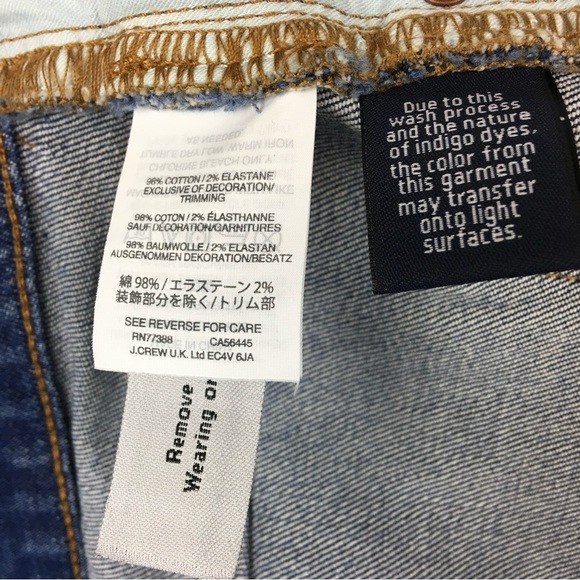 98% COTTON / 2% ELASTANE
EXCLUSIVE OF DECORATION/
TRIMMING
98% COTON / 2% ÉLASTHANNE
SAUF DÉCORATION/GARNITURES
98% BAUMWOLLE / 2% ELASTAN
AUSGENOMMEN DEKORATION/BESATZ
綿 98% / エラステーン 2%
装飾部分を除く/トリム部
SEE REVERSE FOR CARE
RN77388 CA56445
J.CREW U.K. Ltd EC4V 6JA
Remove
Wearing or
Due to this
wash process
and the nature
of indigo dyes,
the color from
this garment
may transfer
onto light
surfaces.